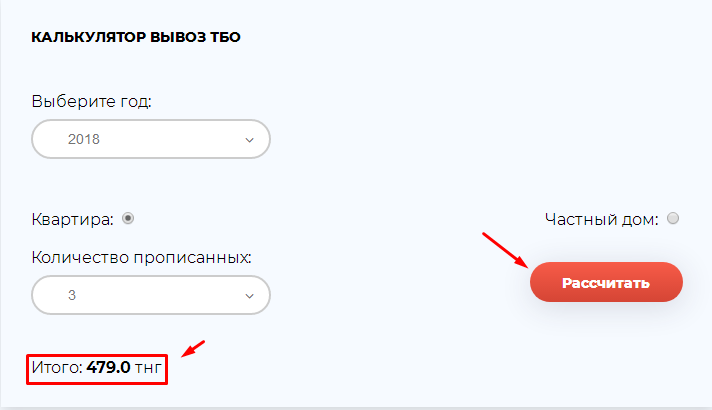 КАЛЬКУЛЯТОР ВЫВОЗ ТБО
Выберите год:
2018
Квартира:
Частный дом:
Количество прописанных:
3
Рассчитать
Итого: 479.0 тнг